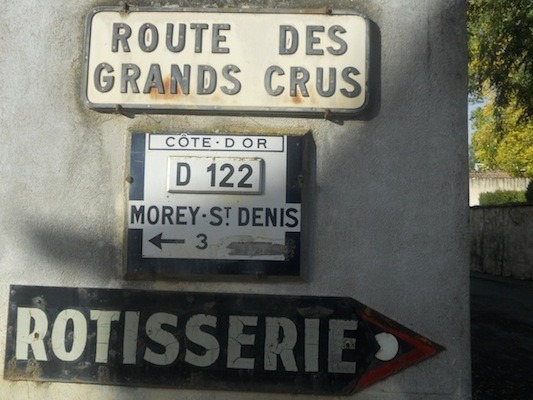 ROUTE DES
GRANDS CRUS
CÔTE-D'OR
D 122
MOREY-ST DENIS
3
ROTISSERIE